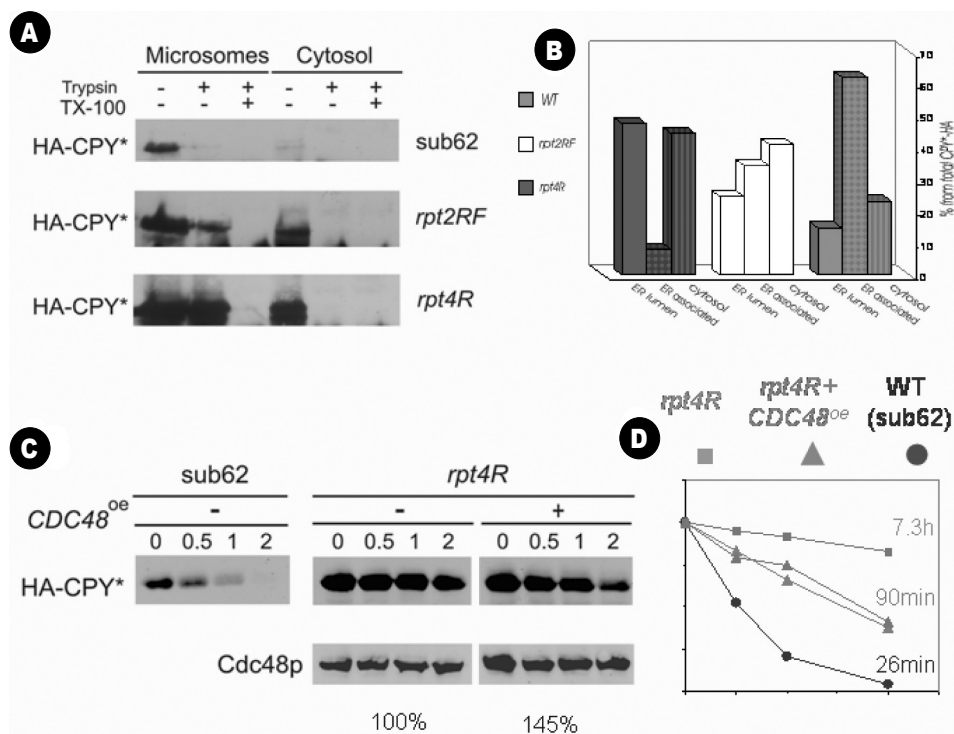 A
Microsomes Cytosol
Trypsin - + + - + +
TX-100 - - + - - +
HA-CPY* sub62
HA-CPY* rpt2RF
HA-CPY* rpt4R
B
WT
rpt2RF
rpt4R
70
60
50
40
30
20
10
0
% from total CPY*-HA
ER lumen
ER associated
cytosol
ER lumen
ER associated
cytosol
ER lumen
ER associated
cytosol
C
sub62 rpt4R
CDC48oe - - +
0 0.5 1 2 0 0.5 1 2 0 0.5 1 2
HA-CPY*
Cdc48p
100% 145%
D
rpt4R rpt4R+ CDC48oe WT (sub62)
7.3h
90min
26min